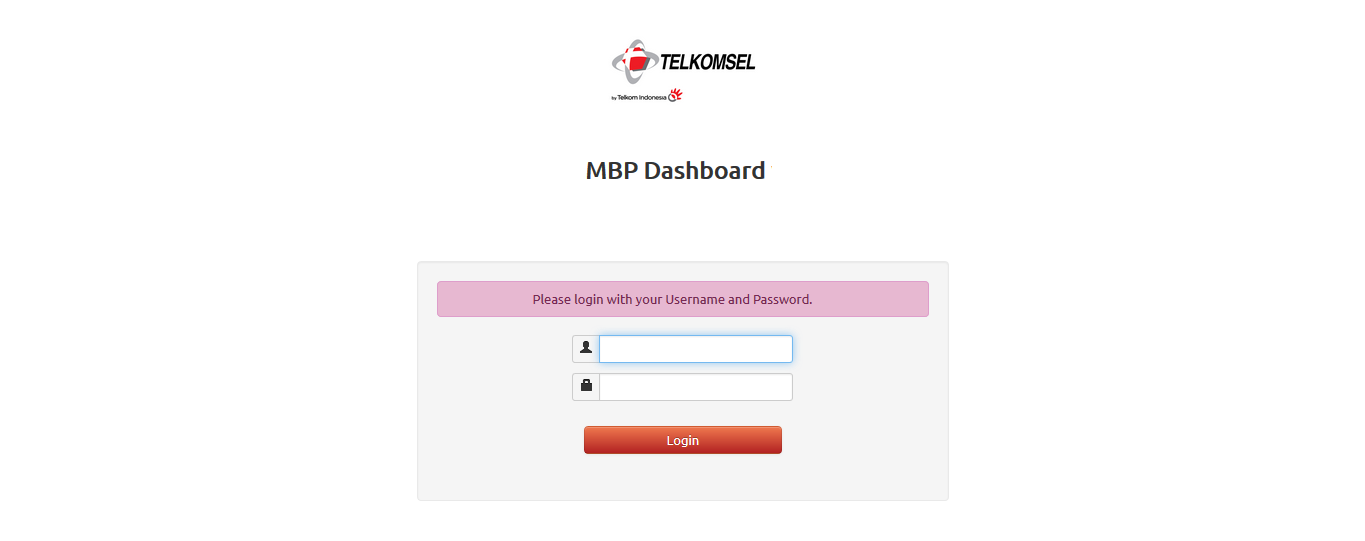 TELKOMSEL
by Telkom Indonesia
MBP Dashboard
Please login with your Username and Password.
Login